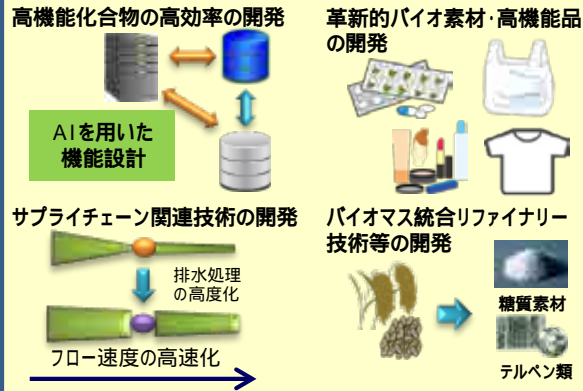 高機能化合物の高効率の開発
AIを用いた
機能設計
革新的バイオ素材･高機能品
の開発
サプライチェーン関連技術の開発
排水処理
の高度化
フロー速度の高速化
バイオマス統合リファイナリー
技術等の開発
糖質素材
テルペン類